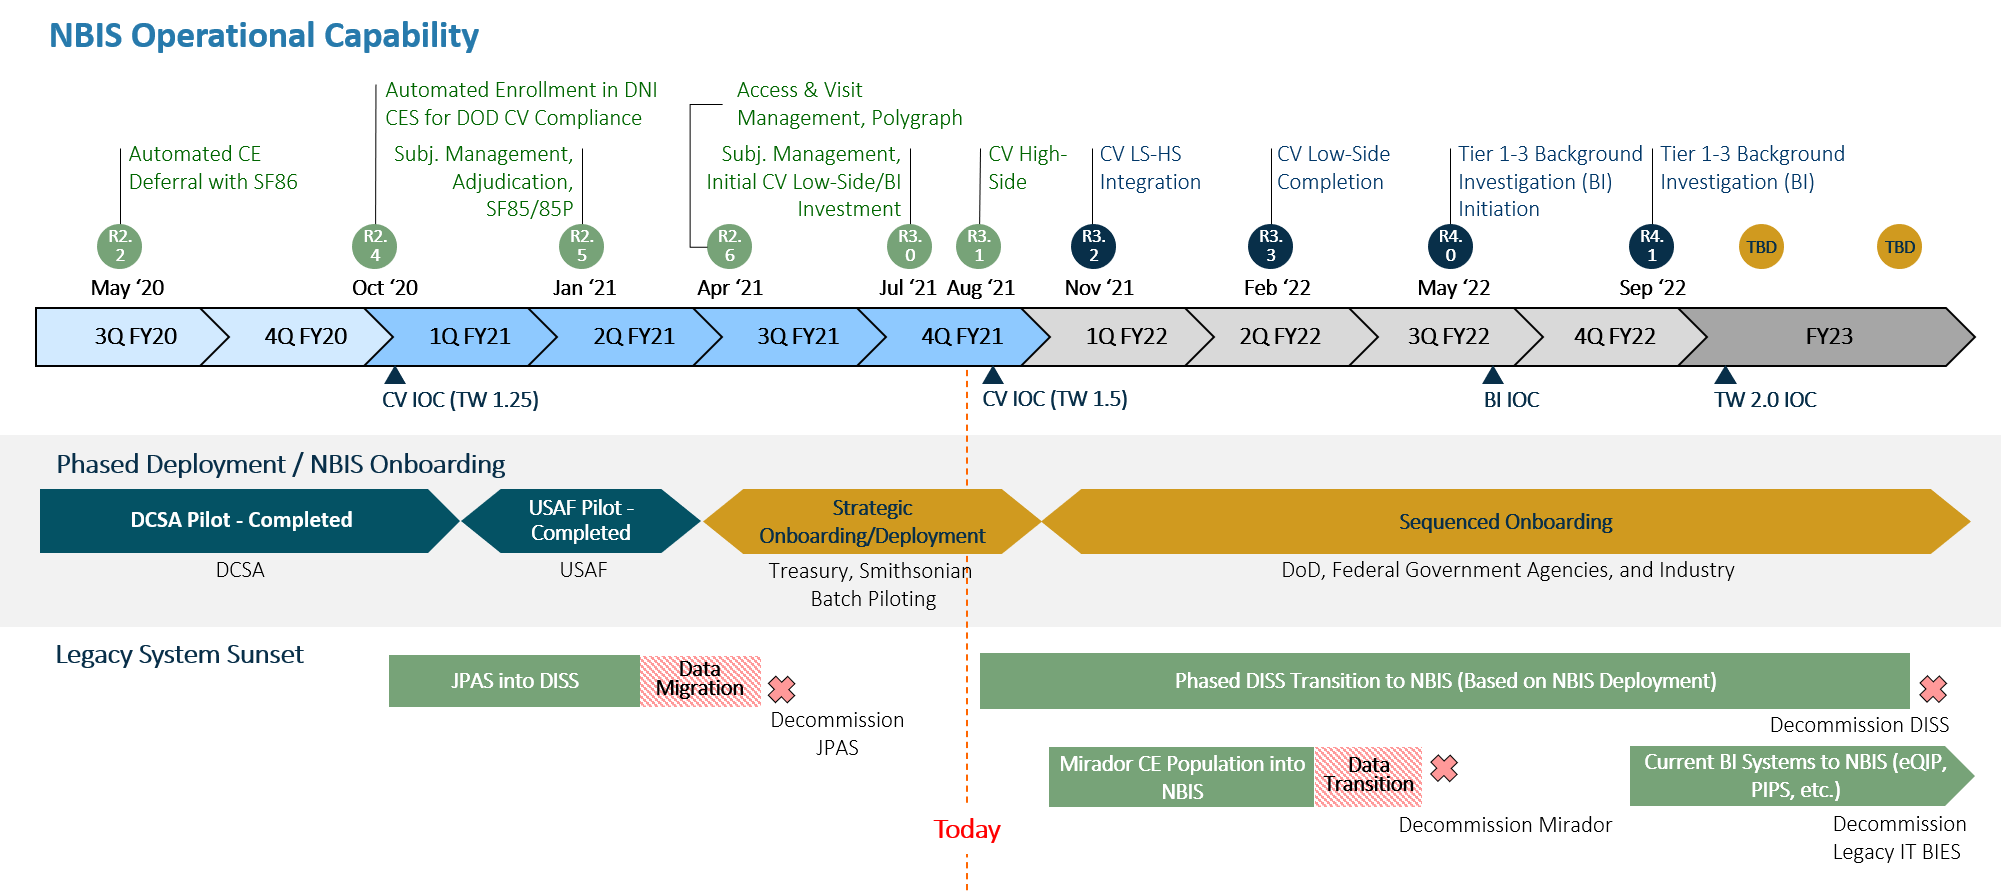 NBIS Operational Capability
Automated Enrollment in DNI
CES for DOD CV Compliance
Access & Visit
Management, Polygraph
Automated CE
Deferral with SF86
Subj. Management,
Adjudication,
SF85/85P
Subj. Management,
Initial CV Low-Side/BI
Investment
CV High-
Side
CV LS-HS
Integration
CV Low-Side
Completion
Tier 1-3 Background
Investigation (BI)
Initiation
Tier 1-3 Background
Investigation (BI)
R2.
2
R2.
4
R2.
5
R2.
6
R3.
0
R3.
1
R3.
2
R3.
3
R4.
0
R4.
1
TBD
TBD
May ‘20
Oct ‘20
Jan ‘21
Apr ‘21
Jul ‘21
Aug ‘21
Nov ‘21
Feb ‘22
May ‘22
Sep ‘22
3Q FY20
4Q FY20
1Q FY21
2Q FY21
3Q FY21
4Q FY21
1Q FY22
2Q FY22
3Q FY22
4Q FY22
FY23
CV IOC (TW 1.25)
CV IOC (TW 1.5)
BI IOC
TW 2.0 IOC
Phased Deployment / NBIS Onboarding
DCSA Pilot - Completed
USAF Pilot -
Completed
Strategic
Onboarding/Deployment
Sequenced Onboarding
DCSA
USAF
Treasury, Smithsonian
Batch Piloting
DoD, Federal Government Agencies, and Industry
Legacy System Sunset
JPAS into DISS
Data
Migration
Decommission
JPAS
Phased DISS Transition to NBIS (Based on NBIS Deployment)
Decommission DISS
Mirador CE Population into
NBIS
Data
Transition
Decommission Mirador
Current BI Systems to NBIS (eQIP,
PIPS, etc.)
Decommission
Legacy IT BIES
Today